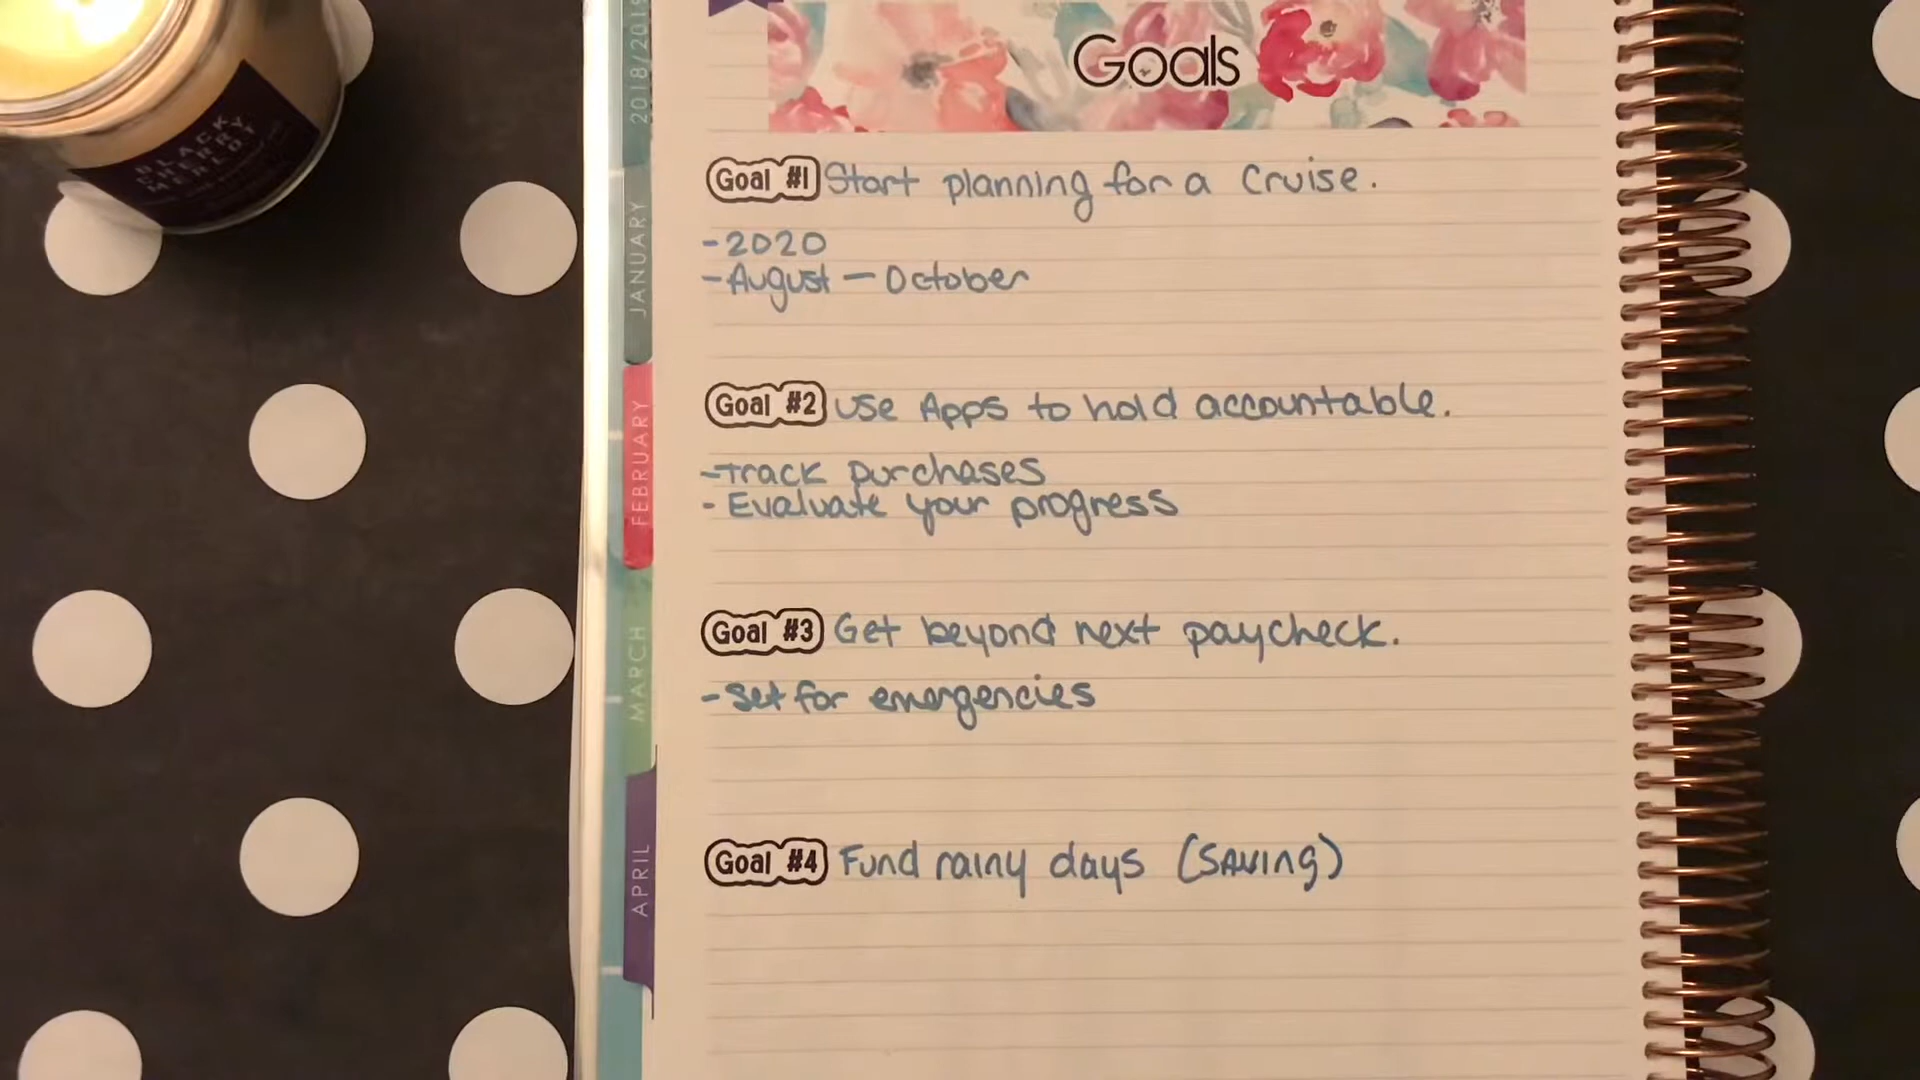 Goals
Goal #1 Start planning for a Cruise.
-2020
-August - October
Goal #2 Use Apps to hold accountable.
-Track purchases
- Evaluate your progress
Goal #3 Get beyond next paycheck.
-Set for emergencies
Goal #4 Fund rainy days (SAVING)
2018/2019
JANUARY
FEBRUARY
MARCH
APRIL
BLACK
CHERRY
MERLOT